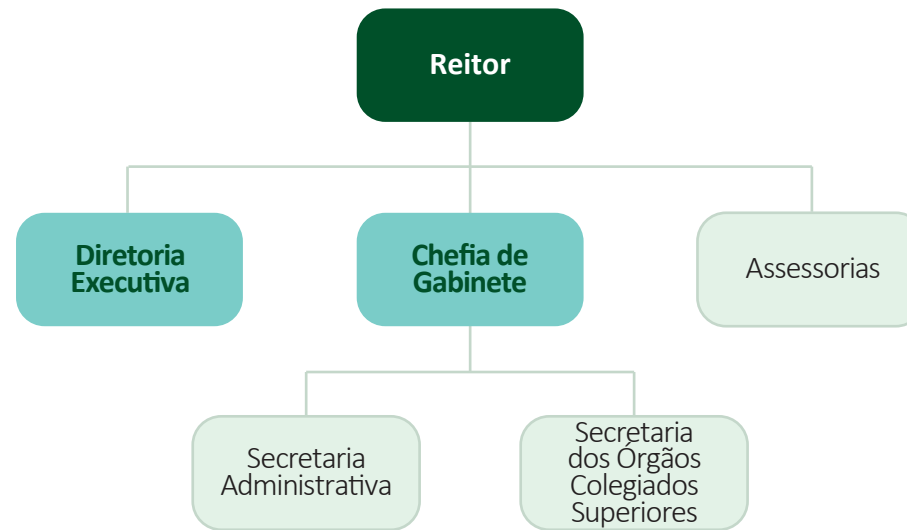 Reitor
Diretoria
Executiva
Chefia de
Gabinete
Assessorias
Secretaria
Administrativa
Secretaria
dos Órgãos
Colegiados
Superiores